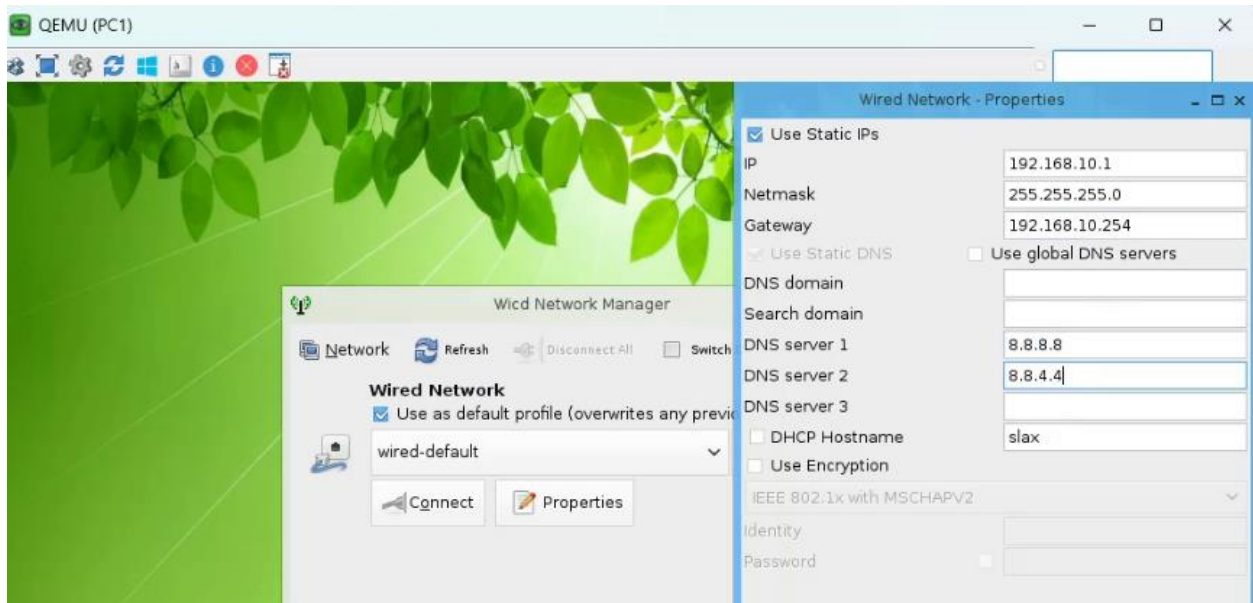 QEMU (PC1)
Wired Network - Properties
Use Static IPs
IP 192.168.10.1
Netmask 255.255.255.0
Gateway 192.168.10.254
Use Static DNS Use global DNS servers
DNS domain
Search domain
DNS server 1 8.8.8.8
DNS server 2 8.8.4.4
DNS server 3
DHCP Hostname slax
Use Encryption
IEEE 802.1x with MSCHAPV2
Identity
Password
Wicd Network Manager
Network Refresh Disconnect All Switch
Wired Network
Use as default profile (overwrites any previo
wired-default
Connect Properties